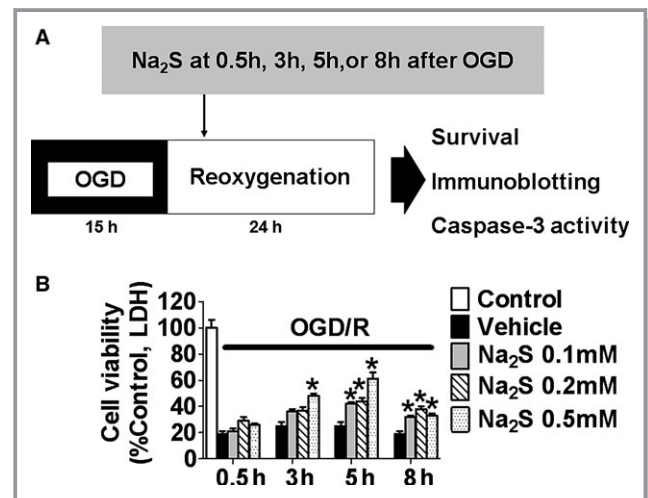 A
Na₂S at 0.5h, 3h, 5h,or 8h after OGD
OGD
Reoxygenation
15 h
24 h
Survival
Immunoblotting
Caspase-3 activity
B
Cell viability
(%Control, LDH)
120
100
80
60
40
20
0
OGD/R
* * * * * * *
0.5 h
3 h
5 h
8 h
Control
Vehicle
Na₂S 0.1mM
Na₂S 0.2mM
Na₂S 0.5mM